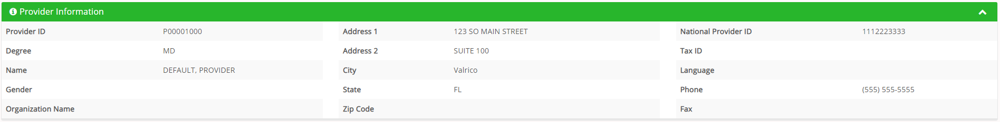 Provider Information
Provider ID P00001000 Address 1 123 SO MAIN STREET National Provider ID 1112223333
Degree MD Address 2 SUITE 100 Tax ID
Name DEFAULT, PROVIDER City Valrico Language
Gender State FL Phone (555) 555-5555
Organization Name Zip Code Fax